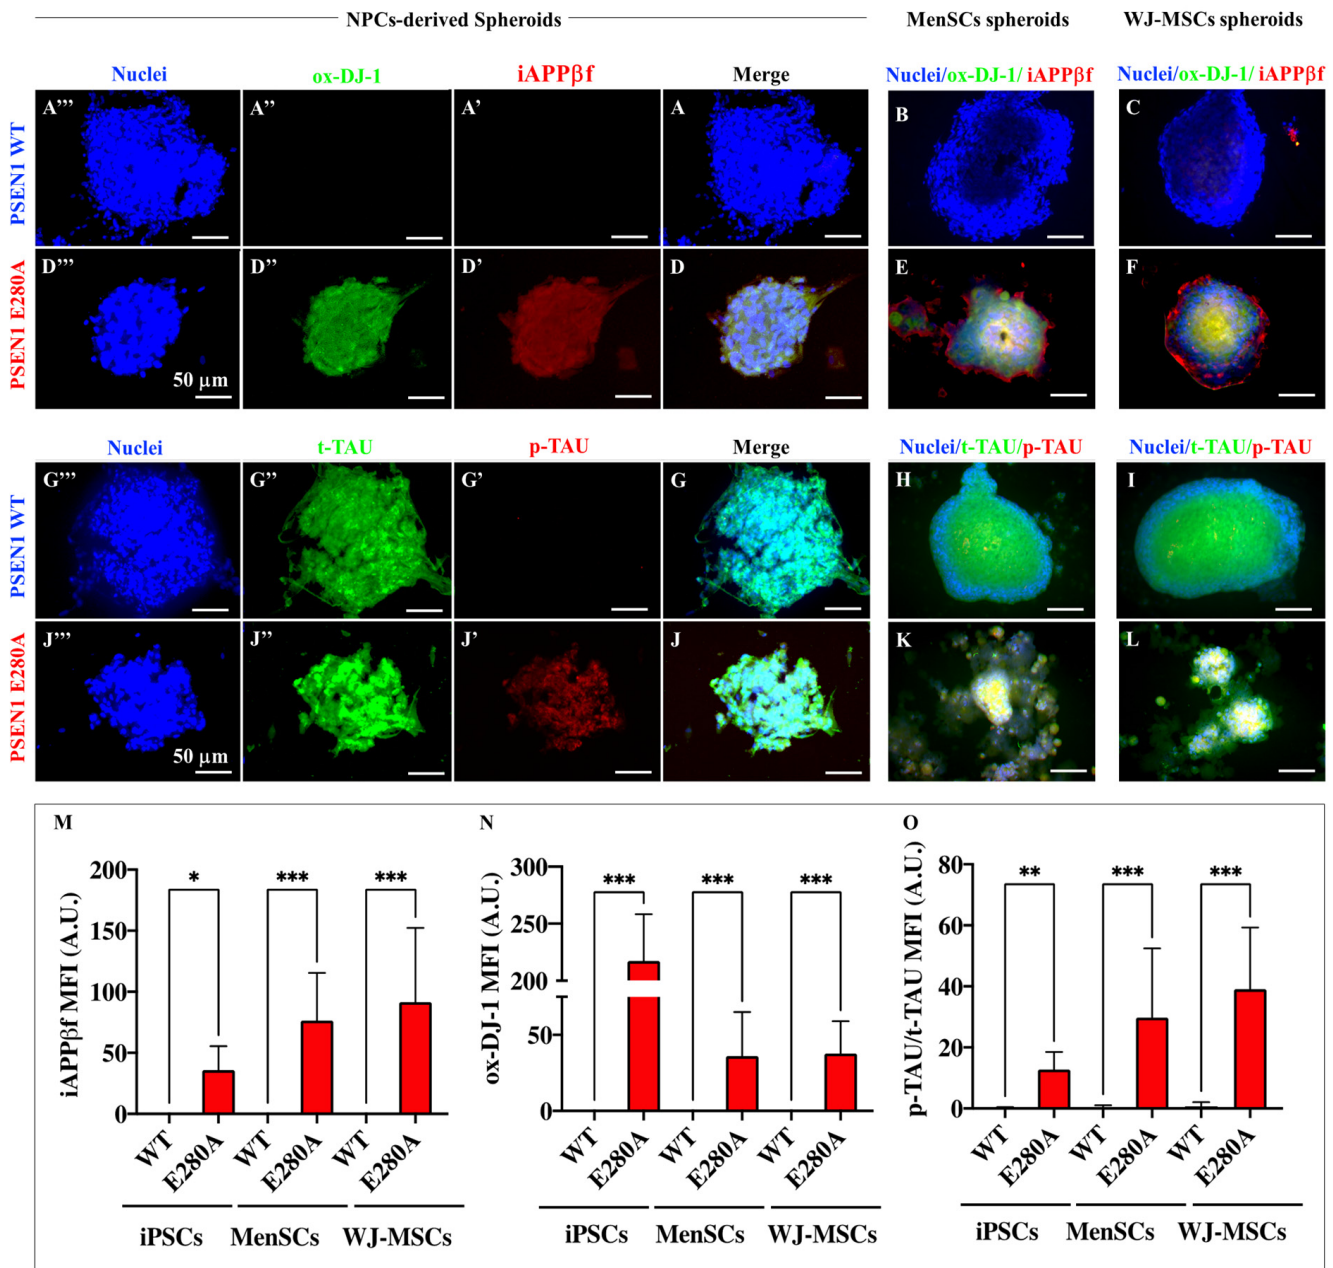 NPCs-derived Spheroids MenSCs spheroids WJ-MSCs spheroids
Nuclei ox-DJ-1 iAPPβf Merge Nuclei/ox-DJ-1/ iAPPβf Nuclei/ox-DJ-1/ iAPPβf
PSEN1 WT
A''' A'' A' A B C
PSEN1 E280A
D''' D'' D' D E F
50 µm
Nuclei t-TAU p-TAU Merge Nuclei/t-TAU/p-TAU Nuclei/t-TAU/p-TAU
PSEN1 WT
G''' G'' G' G H I
PSEN1 E280A
J''' J'' J' J K L
50 µm
M
iAPPβf MFI (A.U.)
200
150
100
50
0
* *** ***
WT E280A WT E280A WT E280A
iPSCs MenSCs WJ-MSCs
N
ox-DJ-1 MFI (A.U.)
300
250
200
50
0
*** *** ***
WT E280A WT E280A WT E280A
iPSCs MenSCs WJ-MSCs
O
p-TAU/t-TAU MFI (A.U.)
80
60
40
20
0
** *** ***
WT E280A WT E280A WT E280A
iPSCs MenSCs WJ-MSCs